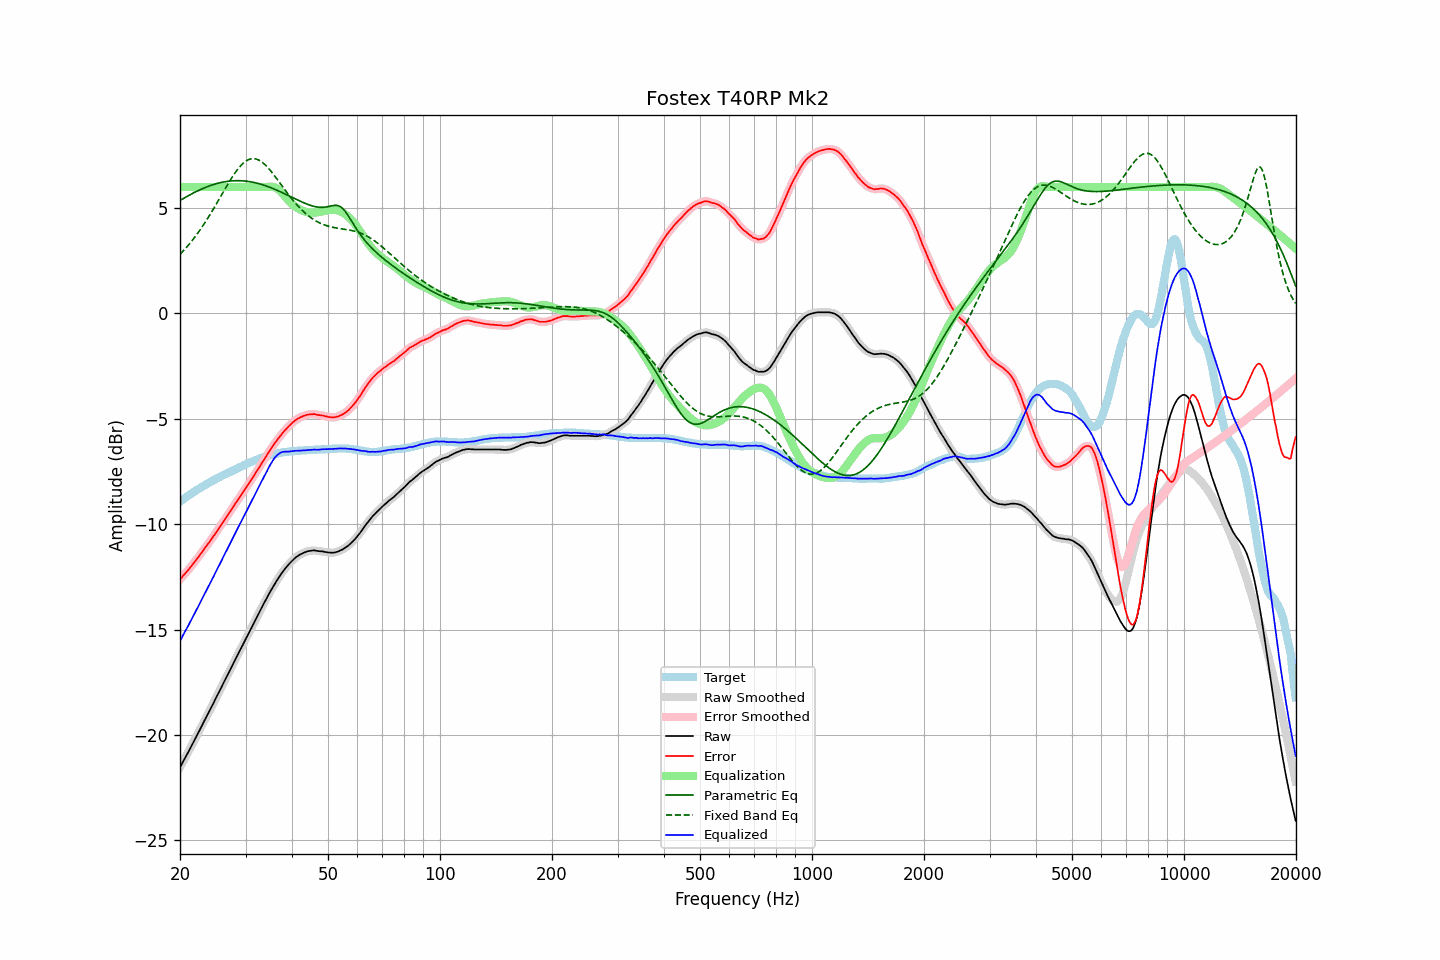 Fostex T40RP Mk2
Amplitude (dBr)
5
0
−5
−10
−15
−20
−25
20
50
100
200
500
1000
2000
5000
10000
20000
Frequency (Hz)
Target
Raw Smoothed
Error Smoothed
Raw
Error
Equalization
Parametric Eq
Fixed Band Eq
Equalized